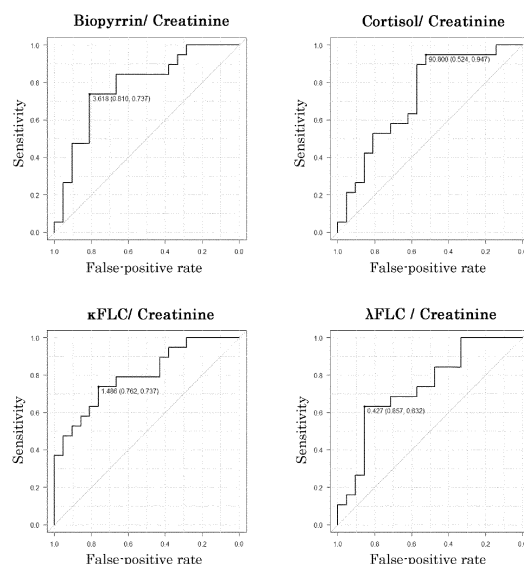 Biopyrrin/ Creatinine
1.0
0.8
0.6
0.4
0.2
0.0
Sensitivity
3.618 (0.810, 0.737)
1.0 0.8 0.6 0.4 0.2 0.0
False-positive rate
Cortisol/ Creatinine
1.0
0.8
0.6
0.4
0.2
0.0
Sensitivity
90.800 (0.524, 0.947)
1.0 0.8 0.6 0.4 0.2 0.0
False-positive rate
κFLC/ Creatinine
1.0
0.8
0.6
0.4
0.2
0.0
Sensitivity
1.486 (0.762, 0.737)
1.0 0.8 0.6 0.4 0.2 0.0
False-positive rate
λFLC / Creatinine
1.0
0.8
0.6
0.4
0.2
0.0
Sensitivity
0.427 (0.857, 0.632)
1.0 0.8 0.6 0.4 0.2 0.0
False-positive rate